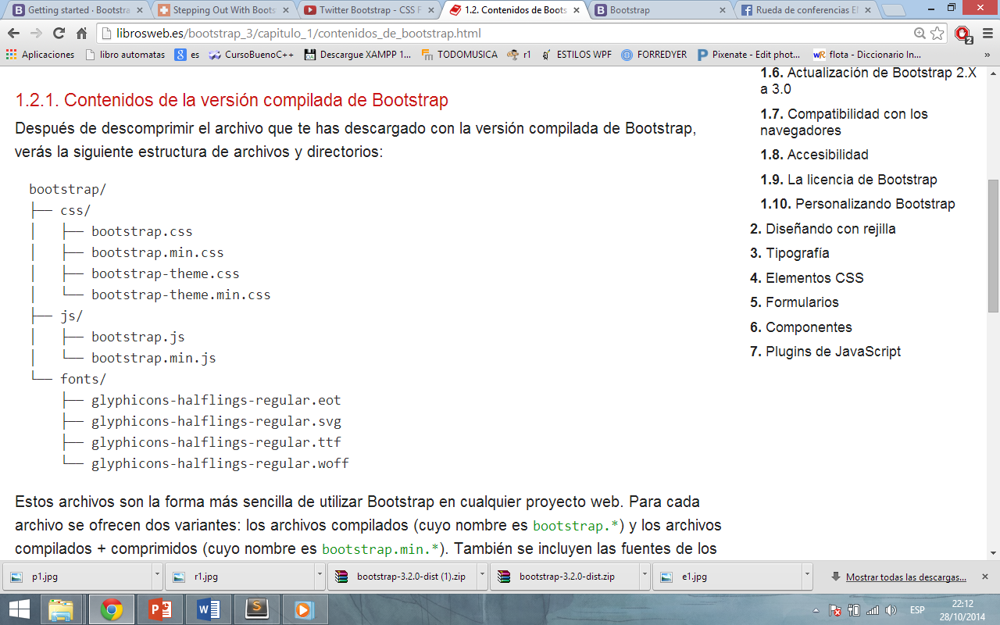 Getting started · Bootstra
Stepping Out With Boots
Twitter Bootstrap - CSS F
1.2. Contenidos de Boots
Bootstrap
Rueda de conferencias El
librosweb.es/bootstrap_3/capitulo_1/contenidos_de_bootstrap.html
2
Aplicaciones
libro automatas
es
CursoBuenoC++
Descargue XAMPP 1...
TODOMUSICA
r1
ESTILOS WPF
FORREDYER
Pixenate - Edit phot...
flota - Diccionario In...
»
1.2.1. Contenidos de la versión compilada de Bootstrap
Después de descomprimir el archivo que te has descargado con la versión compilada de Bootstrap,
verás la siguiente estructura de archivos y directorios:
bootstrap/
├── css/
│   ├── bootstrap.css
│   ├── bootstrap.min.css
│   ├── bootstrap-theme.css
│   └── bootstrap-theme.min.css
├── js/
│   ├── bootstrap.js
│   └── bootstrap.min.js
└── fonts/
    ├── glyphicons-halflings-regular.eot
    ├── glyphicons-halflings-regular.svg
    ├── glyphicons-halflings-regular.ttf
    └── glyphicons-halflings-regular.woff
Estos archivos son la forma más sencilla de utilizar Bootstrap en cualquier proyecto web. Para cada
archivo se ofrecen dos variantes: los archivos compilados (cuyo nombre es bootstrap.*) y los archivos
compilados + comprimidos (cuyo nombre es bootstrap.min.*). También se incluyen las fuentes de los
1.6. Actualización de Bootstrap 2.X
a 3.0
1.7. Compatibilidad con los
navegadores
1.8. Accesibilidad
1.9. La licencia de Bootstrap
1.10. Personalizando Bootstrap
2. Diseñando con rejilla
3. Tipografía
4. Elementos CSS
5. Formularios
6. Componentes
7. Plugins de JavaScript
p1.jpg
r1.jpg
bootstrap-3.2.0-dist (1).zip
bootstrap-3.2.0-dist.zip
e1.jpg
Mostrar todas las descargas...
ESP
22:12
28/10/2014